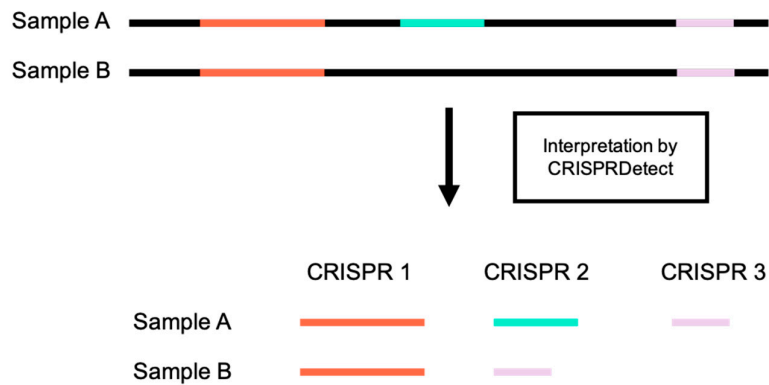 Sample A
Sample B
Interpretation by
CRISPRDetect
CRISPR 1 CRISPR 2 CRISPR 3
Sample A
Sample B